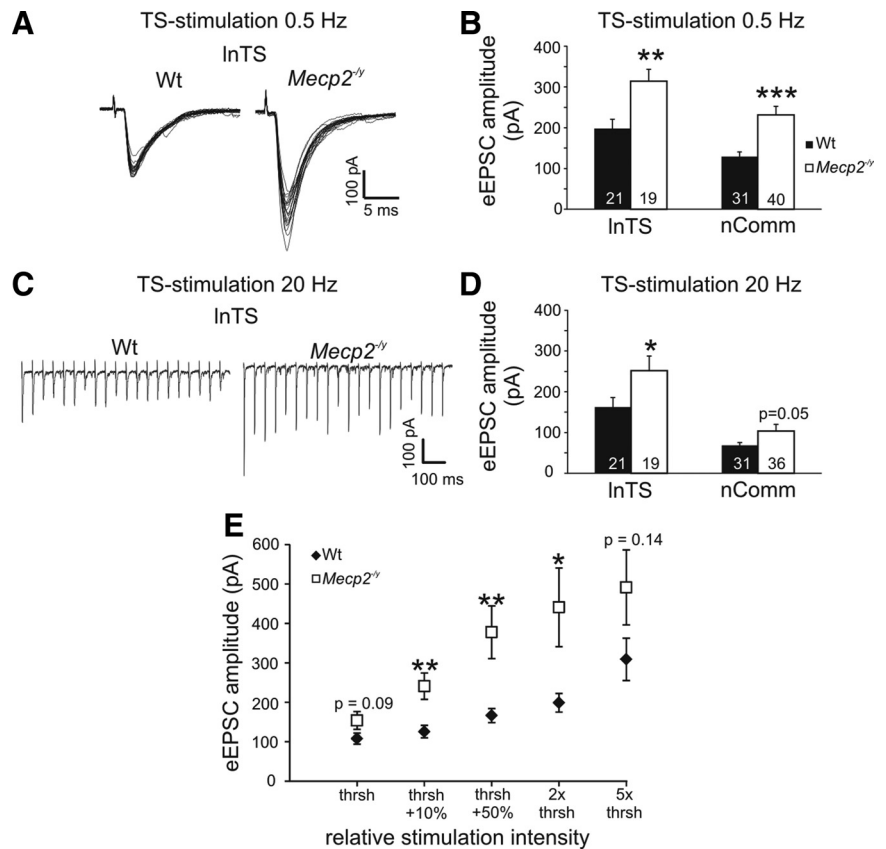 A
TS-stimulation 0.5 Hz
lnTS
Wt
Mecp2-/y
100 pA
5 ms
B
TS-stimulation 0.5 Hz
eEPSC amplitude
(pA)
400
300
200
100
0
**
***
Wt
Mecp2-/y
21
19
31
40
lnTS
nComm
C
TS-stimulation 20 Hz
lnTS
Wt
Mecp2-/y
100 pA
100 ms
D
TS-stimulation 20 Hz
eEPSC amplitude
(pA)
400
300
200
100
0
*
p=0.05
21
19
31
36
lnTS
nComm
E
eEPSC amplitude (pA)
600
500
400
300
200
100
0
Wt
Mecp2-/y
p = 0.09
**
**
*
p = 0.14
thrsh
thrsh
+10%
thrsh
+50%
2x
thrsh
5x
thrsh
relative stimulation intensity